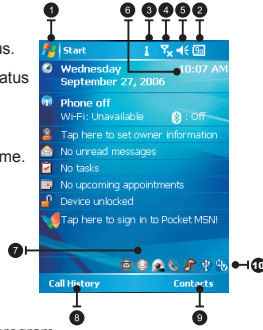 1
6
3
4
5
2
Start
us.
Wednesday
10:07 AM
atus
September 27, 2006
Phone off
Wi-Fi: Unavailable
: Off
Tap here to set owner information
No unread messages
me.
No tasks
No upcoming appointments
Device unlocked
Tap here to sign in to Pocket MSN!
7
10
Call History
Contacts
8
9